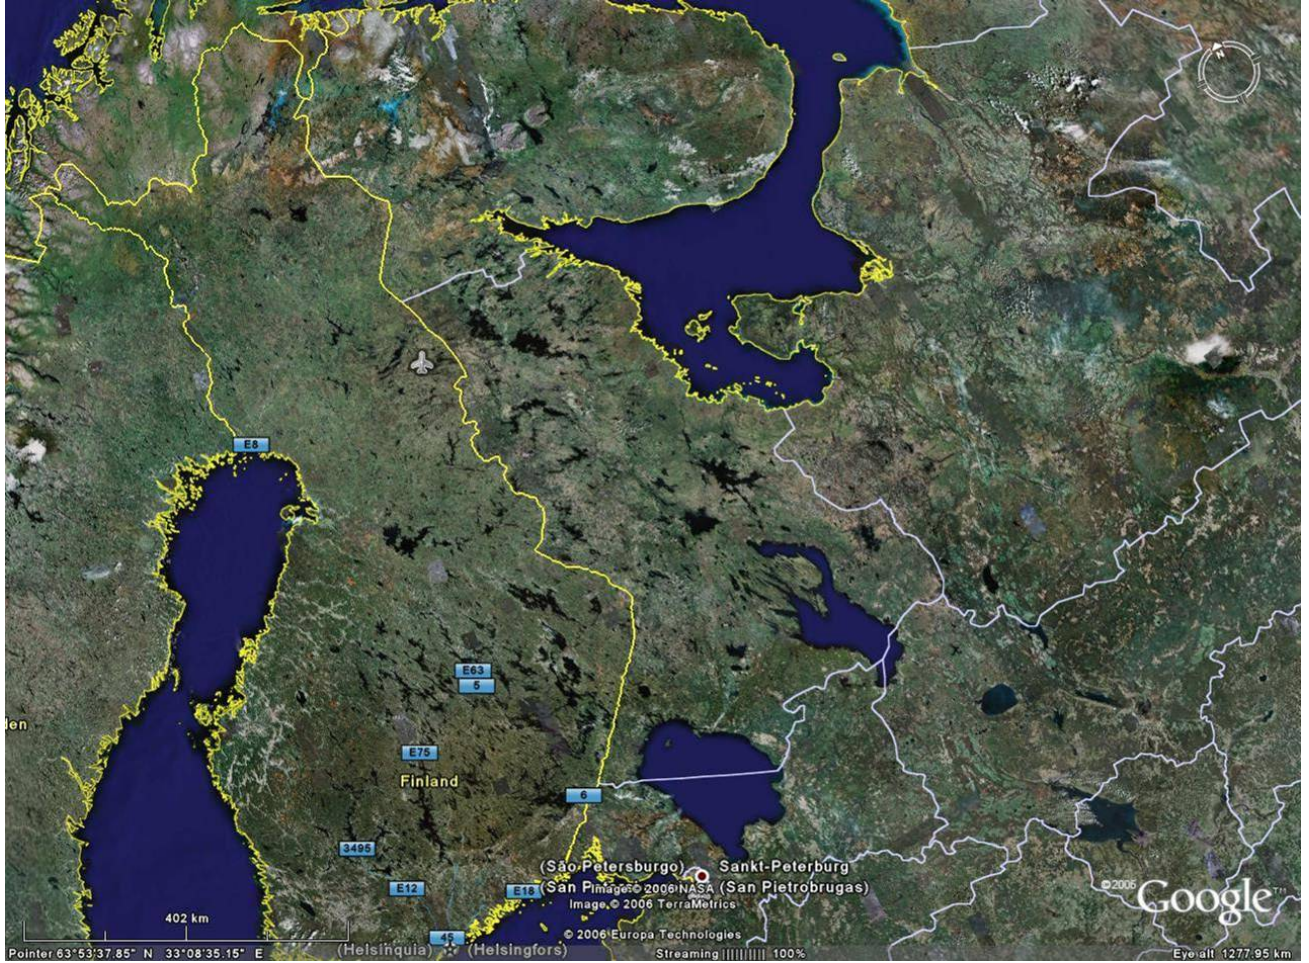 E8
E63
5
den
E75
Finland
6
3495
(São Petersburgo) Sankt-Peterburg
E12
E18
(San P Image © 2006 NASA (San Pietrobrugas)
Image © 2006 TerraMetrics
©2006 Google™
402 km
45
© 2006 Europa Technologies
(Helsínquia) (Helsingfors)
Pointer 63°53'37.85" N 33°08'35.15" E Streaming ||||||||| 100% Eye alt 1277.95 km